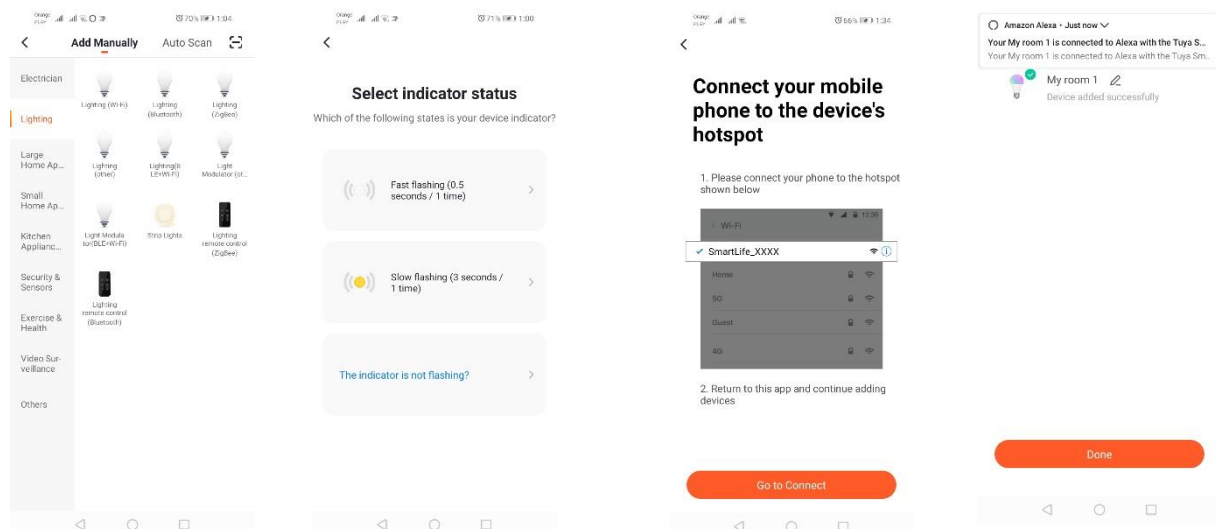 Orange
PLAY
70% 1:04
Add Manually
Auto Scan
Electrician
Lighting
Large
Home Ap...
Small
Home Ap...
Kitchen
Applianc...
Security &
Sensors
Exercise &
Health
Video Sur-
veillance
Others
Lighting (Wi-Fi)
Lighting
(Bluetooth)
Lighting
(ZigBee)
Lighting
(other)
Lighting(B
LE+Wi-Fi)
Light
Modulator (ot...
Light Modula
tor(BLE+Wi-Fi)
Strip Lights
Lighting
remote control
(ZigBee)
Lighting
remote control
(Bluetooth)
Orange
PLAY
71% 1:00
Select indicator status
Which of the following states is your device indicator?
Fast flashing (0.5
seconds / 1 time)
Slow flashing (3 seconds /
1 time)
The indicator is not flashing?
Orange
PLAY
66% 1:34
Connect your mobile
phone to the device's
hotspot
1. Please connect your phone to the hotspot
shown below
12:30
Wi-Fi
SmartLife_XXXX
Home
5G
Guest
4G
2. Return to this app and continue adding
devices
Go to Connect
Amazon Alexa • Just now
Your My room 1 is connected to Alexa with the Tuya S...
Your My room 1 is connected to Alexa with the Tuya Sm..
My room 1
Device added successfully
Done